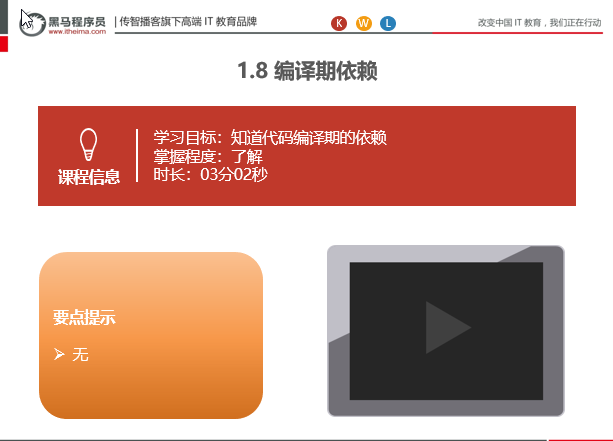 黑马程序员
www.itheima.com
传智播客旗下高端 IT 教育品牌
K W L
改变中国 IT 教育，我们正在行动
1.8 编译期依赖
课程信息
学习目标：知道代码编译期的依赖
掌握程度：了解
时长：03分02秒
要点提示
➢ 无